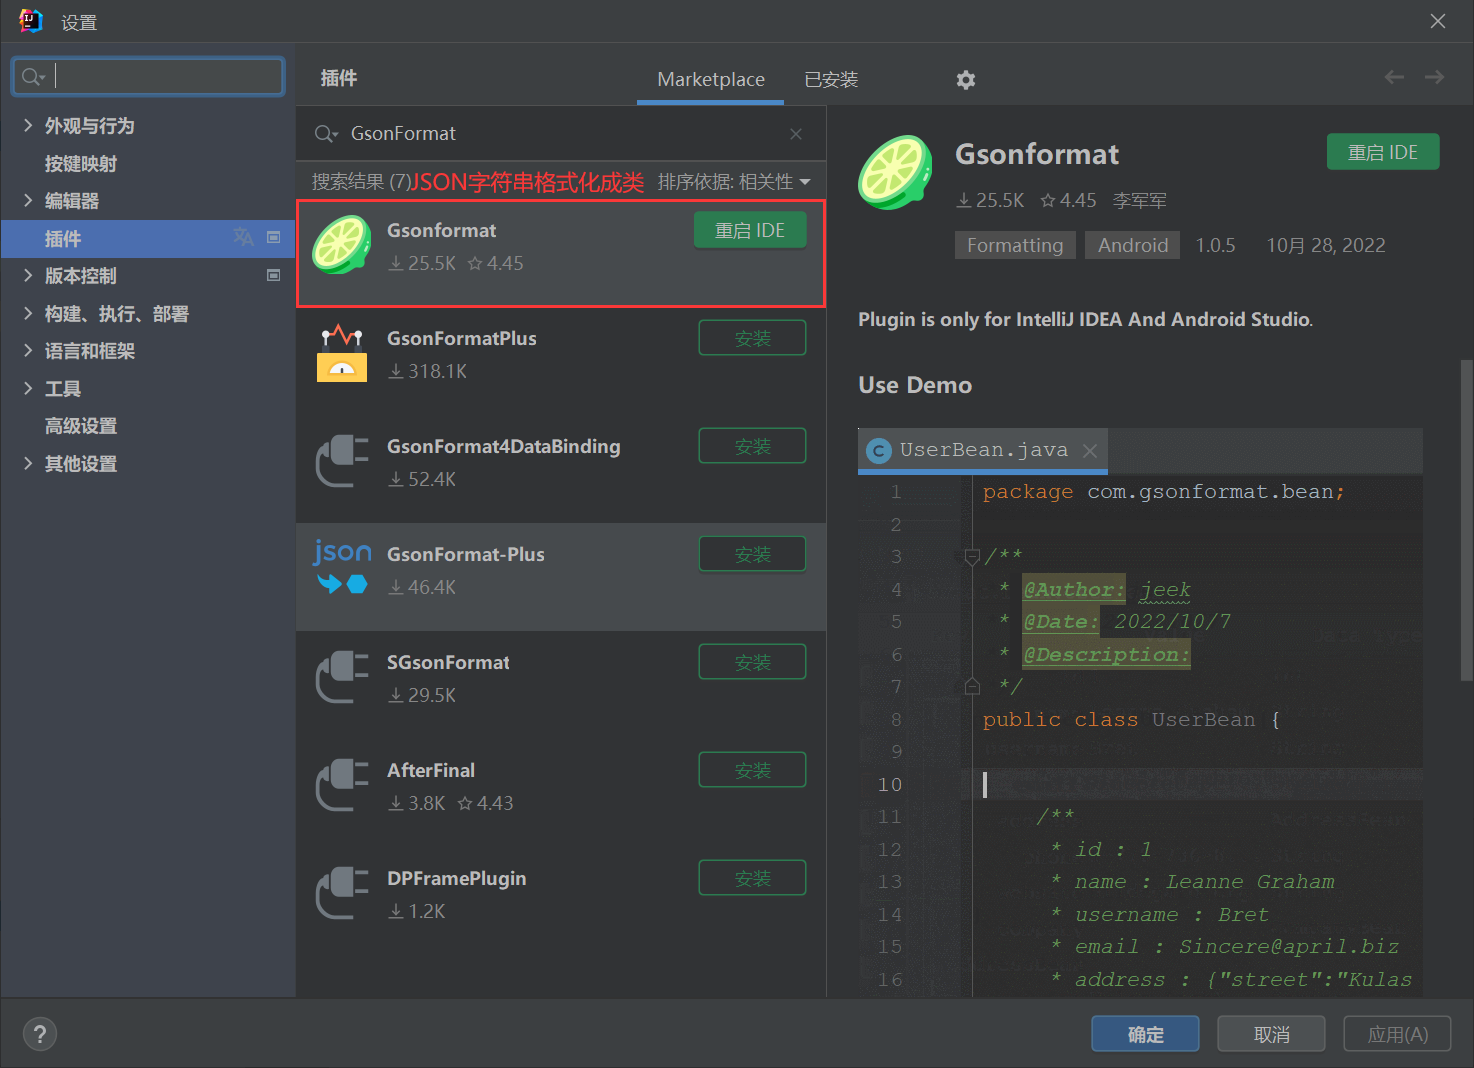 设置
外观与行为
按键映射
编辑器
插件
版本控制
构建、执行、部署
语言和框架
工具
高级设置
其他设置
插件
Marketplace
已安装
GsonFormat
搜索结果 (7)JSON字符串格式化成类 排序依据: 相关性
Gsonformat
25.5K 4.45
重启 IDE
GsonFormatPlus
318.1K
安装
GsonFormat4DataBinding
52.4K
安装
json
GsonFormat-Plus
46.4K
安装
SGsonFormat
29.5K
安装
AfterFinal
3.8K 4.43
安装
DPFramePlugin
1.2K
安装
Gsonformat
重启 IDE
25.5K 4.45 李军军
Formatting Android 1.0.5 10月 28, 2022
Plugin is only for IntelliJ IDEA And Android Studio.
Use Demo
C UserBean.java
1 package com.gsonformat.bean;
2
3 /**
4 * @Author: jeek
5 * @Date: 2022/10/7
6 * @Description:
7 */
8 public class UserBean {
9
10
11 /**
12 * id : 1
13 * name : Leanne Graham
14 * username : Bret
15 * email : Sincere@april.biz
16 * address : {"street":"Kulas
?
确定
取消
应用(A)